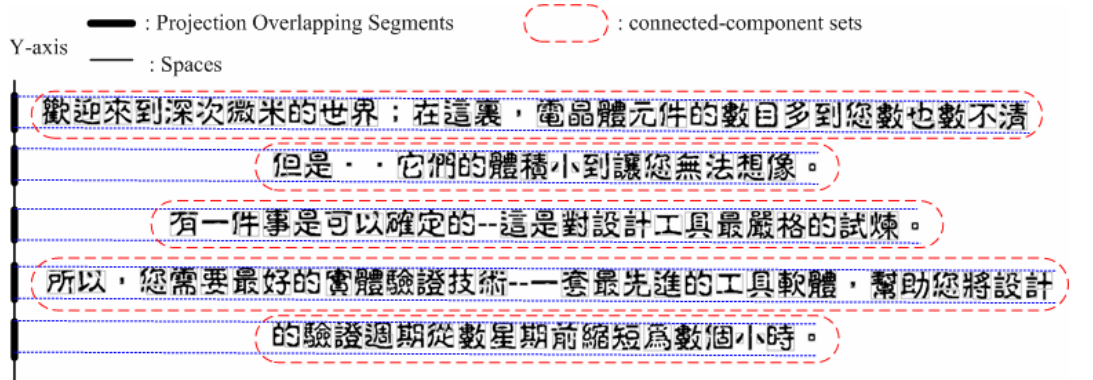 : Projection Overlapping Segments : connected-component sets
Y-axis
: Spaces
歡迎來到深次微米的世界；在這裏，電晶體元件的數目多到您數也數不清
但是．．它們的體積小到讓您無法想像。
有一件事是可以確定的--這是對設計工具最嚴格的試煉。
所以，您需要最好的實體驗證技術--一套最先進的工具軟體，幫助您將設計
的驗證週期從數星期前縮短為數個小時。